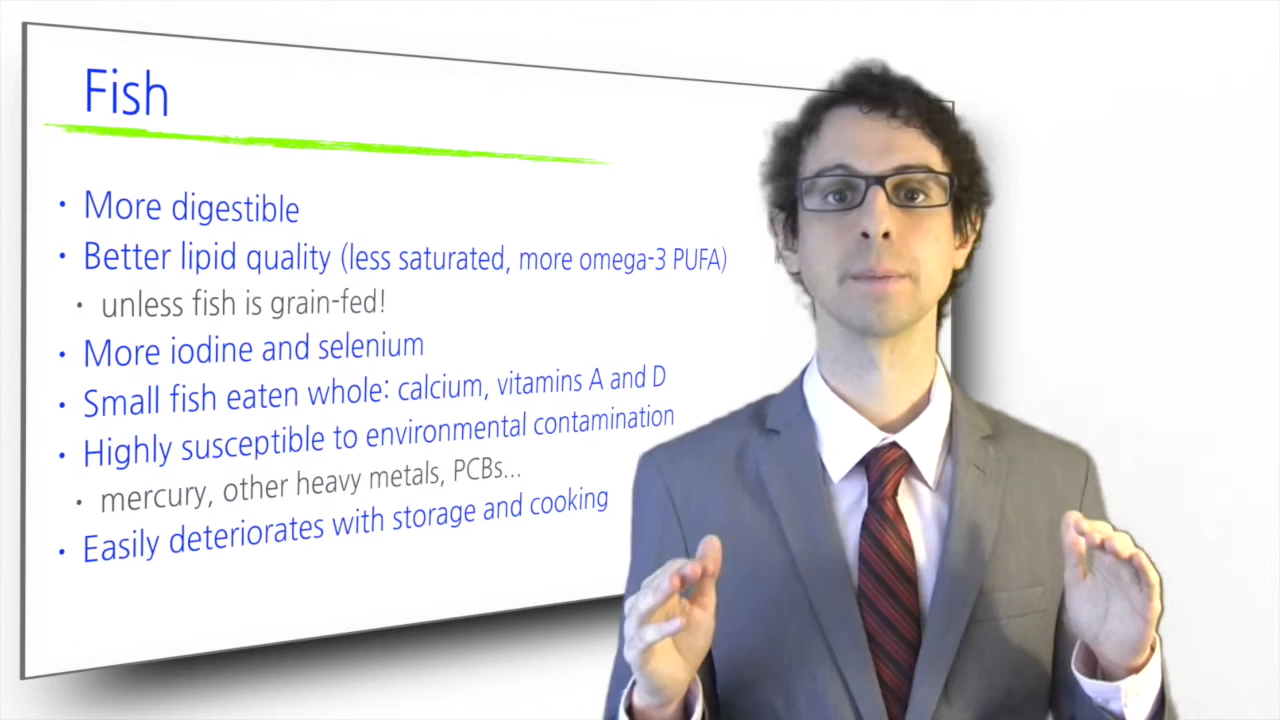 Fish
• More digestible
• Better lipid quality (less saturated, more omega-3 PUFA)
• unless fish is grain-fed!
• More iodine and selenium
• Small fish eaten whole: calcium, vitamins A and D
• Highly susceptible to environmental contamination
• mercury, other heavy metals, PCBs...
• Easily deteriorates with storage and cooking